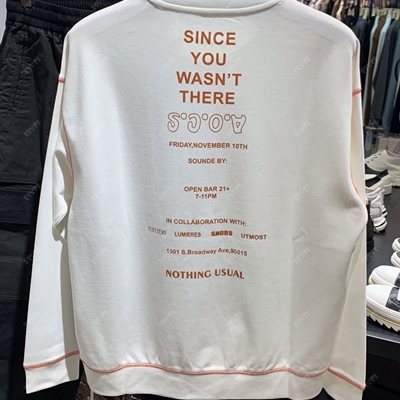 SINCE
YOU
WASN'T
THERE
A.O.C.S
FRIDAY,NOVEMBER 10TH
SOUNDE BY:
OPEN BAR 21+
7-11PM
IN COLLABORATION WITH:
LUMIERES SNOBS UTMOST
1001 S.Broadway Ave,90015
NOTHING USUAL